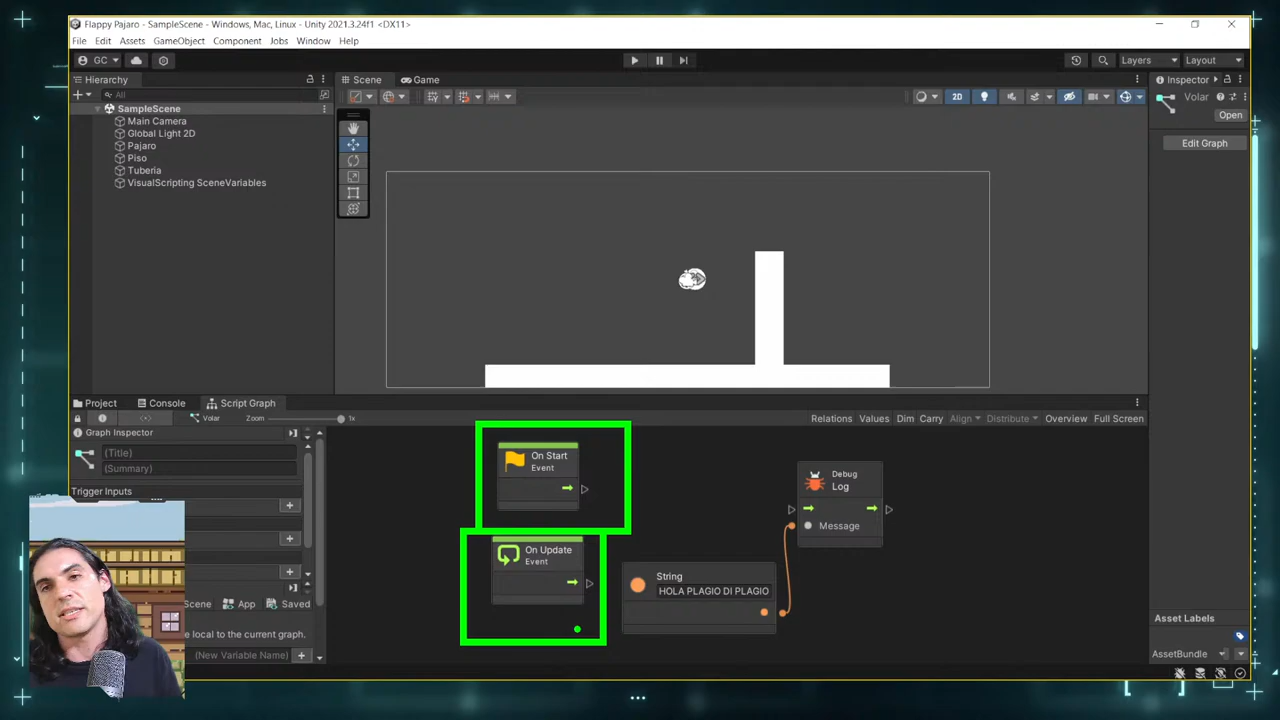 Flappy Pajaro - SampleScene - Windows, Mac, Linux - Unity 2021.3.24f1 <DX11>
File Edit Assets GameObject Component Jobs Window Help
GC Layers Layout
Hierarchy
All
SampleScene
Main Camera
Global Light 2D
Pajaro
Piso
Tuberia
VisualScripting SceneVariables
Scene Game
2D
Inspector
Volar
Open
Edit Graph
Project Console Script Graph
Volar Zoom 1x
Relations Values Dim Carry Align Distribute Overview Full Screen
Graph Inspector
(Title)
(Summary)
Trigger Inputs
Scene App Saved
e local to the current graph.
(New Variable Name)
On Start
Event
On Update
Event
String
HOLA PLAGIO DI PLAGIO
Debug
Log
Message
Asset Labels
AssetBundle